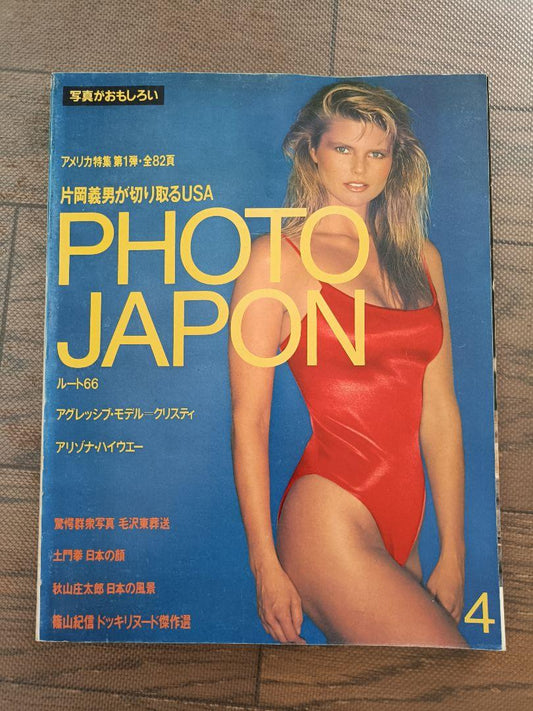 写真がおもしろい
アメリカ特集 第1弾・全82頁
片岡義男が切り取るUSA
PHOTO
JAPON
ルート66
アグレッシブ・モデル=クリスティ
アリゾナ・ハイウエー
驚愕群衆写真 毛沢東葬送
土門拳 日本の顔
秋山庄太郎 日本の風景
篠山紀信 ドッキリヌード傑作選
4